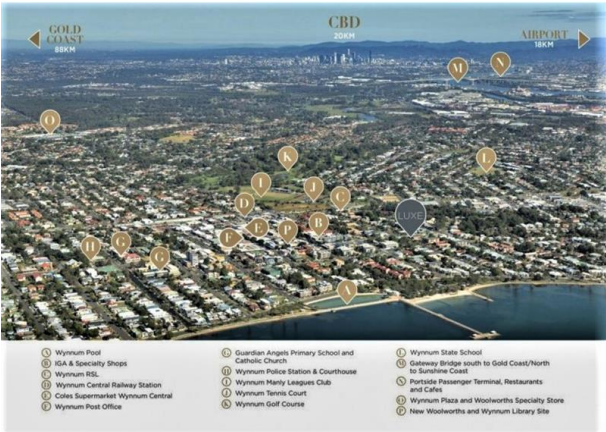 GOLD
COAST
88KM
CBD
20KM
AIRPORT
18KM
M
N
O
K
L
I
J
D
C
E
B
F
P
H
G
G
LUXE
A
A Wynnum Pool
B IGA & Specialty Shops
F Wynnum RSL
D Wynnum Central Railway Station
E Coles Supermarket Wynnum Central
F Wynnum Post Office
G Guardian Angels Primary School and
Catholic Church
H Wynnum Police Station & Courthouse
I Wynnum Manly Leagues Club
J Wynnum Tennis Court
K Wynnum Golf Course
L Wynnum State School
M Gateway Bridge south to Gold Coast/North
to Sunshine Coast
N Portside Passenger Terminal, Restaurants
and Cafes
O Wynnum Plaza and Woolworths Specialty Store
P New Woolworths and Wynnum Library Site